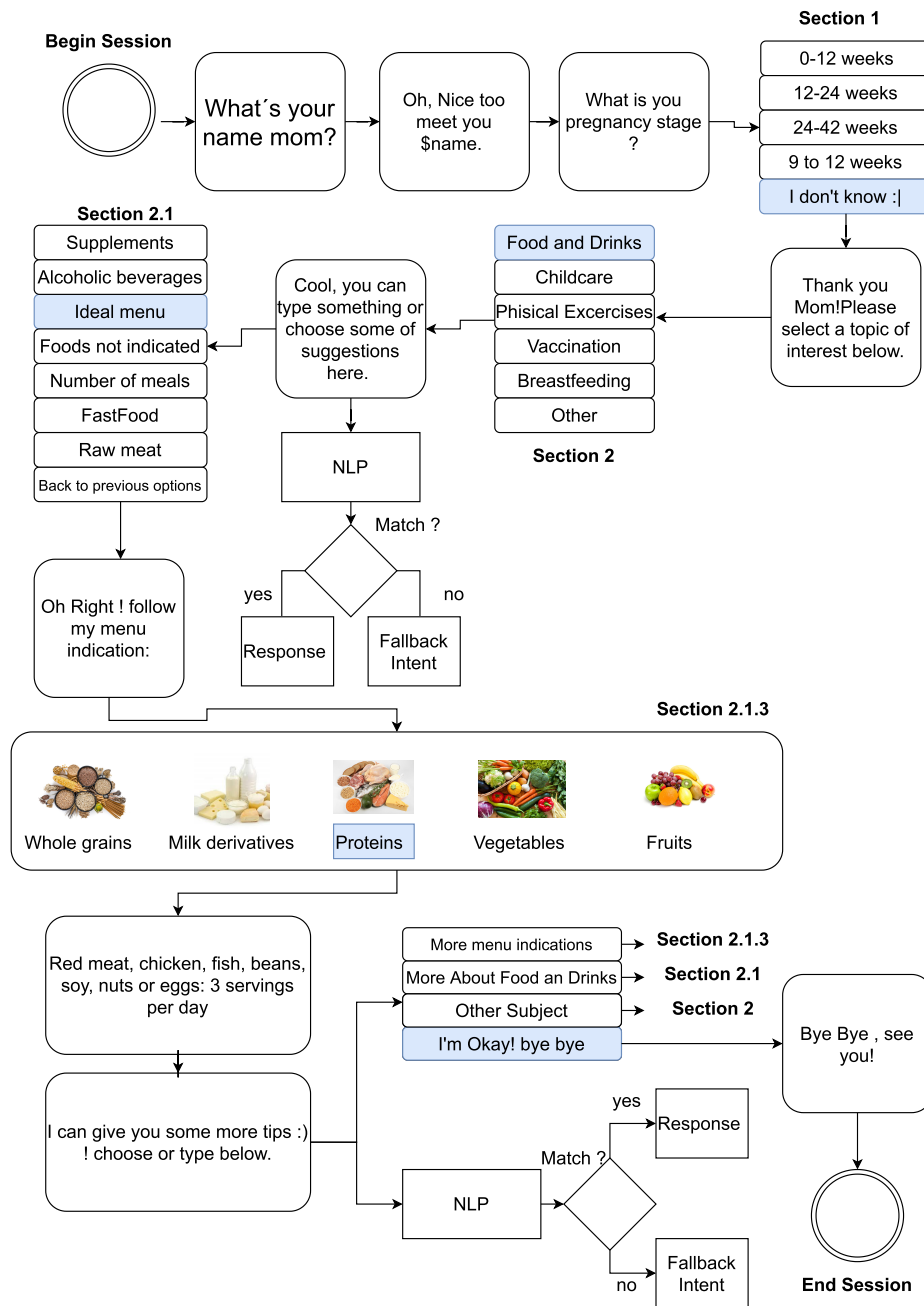 Begin Session
What´s your
name mom?
Oh, Nice too
meet you
$name.
What is you
pregnancy stage
?
Section 1
0-12 weeks
12-24 weeks
24-42 weeks
9 to 12 weeks
I don't know :|
Thank you
Mom!Please
select a topic of
interest below.
Food and Drinks
Childcare
Phisical Excercises
Vaccination
Breastfeeding
Other
Section 2
Cool, you can
type something or
choose some of
suggestions
here.
Section 2.1
Supplements
Alcoholic beverages
Ideal menu
Foods not indicated
Number of meals
FastFood
Raw meat
Back to previous options
NLP
Match ?
yes
no
Response
Fallback
Intent
Oh Right ! follow
my menu
indication:
Section 2.1.3
Whole grains
Milk derivatives
Proteins
Vegetables
Fruits
Red meat, chicken, fish, beans,
soy, nuts or eggs: 3 servings
per day
I can give you some more tips :)
! choose or type below.
More menu indications
Section 2.1.3
More About Food an Drinks
Section 2.1
Other Subject
Section 2
I'm Okay! bye bye
Bye Bye , see
you!
NLP
Match ?
yes
Response
no
Fallback
Intent
End Session